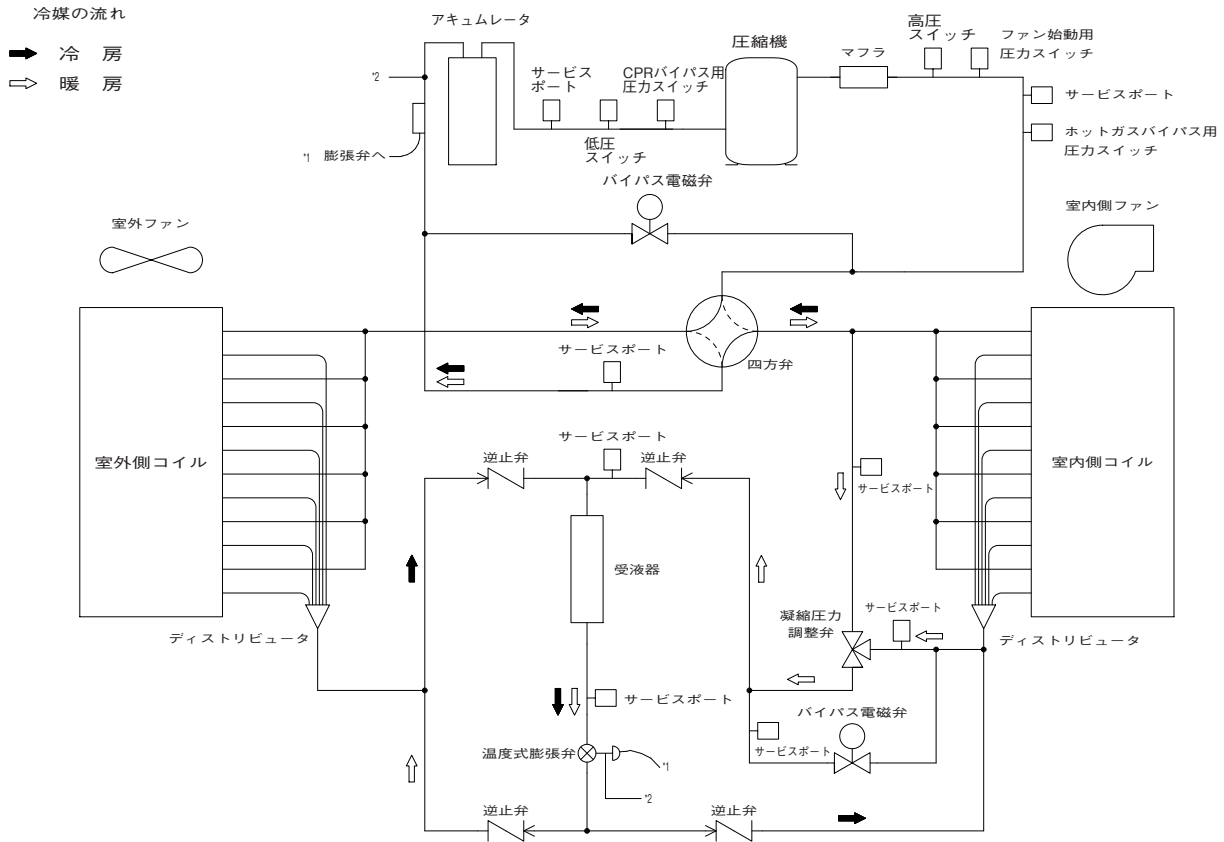 冷媒の流れ
冷 房
暖 房
アキュムレータ
*2
*1 膨張弁へ
サービス
ポート
低圧
スイッチ
CPRバイパス用
圧力スイッチ
圧縮機
マフラ
高圧
スイッチ
ファン始動用
圧力スイッチ
サービスポート
ホットガスバイパス用
圧力スイッチ
バイパス電磁弁
室外ファン
室内側ファン
サービスポート
四方弁
室外側コイル
室内側コイル
逆止弁
サービスポート
逆止弁
サービスポート
受液器
凝縮圧力
調整弁
サービスポート
ディストリビュータ
ディストリビュータ
サービスポート
バイパス電磁弁
サービスポート
温度式膨張弁
*1
*2
逆止弁
逆止弁